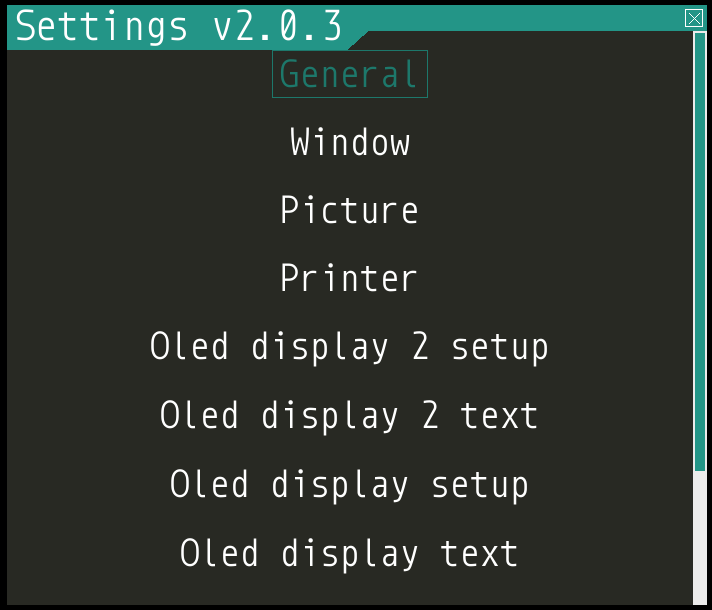 Settings v2.0.3
General
Window
Picture
Printer
Oled display 2 setup
Oled display 2 text
Oled display setup
Oled display text